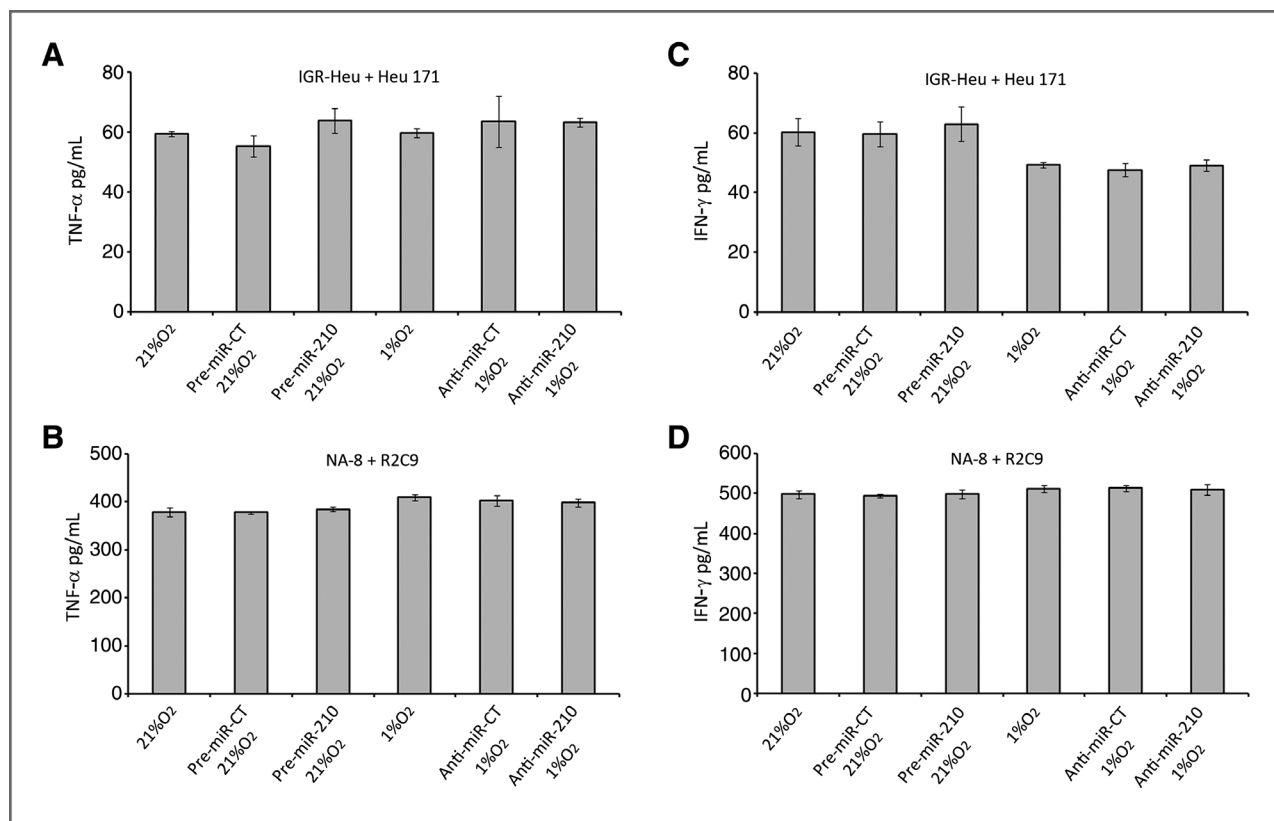 A
IGR-Heu + Heu 171
TNF-α pg/mL
80
60
40
20
0
21%O2
Pre-miR-CT
21%O2
Pre-miR-210
21%O2
1%O2
Anti-miR-CT
1%O2
Anti-miR-210
1%O2
C
IGR-Heu + Heu 171
IFN-γ pg/mL
80
60
40
20
0
21%O2
Pre-miR-CT
21%O2
Pre-miR-210
21%O2
1%O2
Anti-miR-CT
1%O2
Anti-miR-210
1%O2
B
NA-8 + R2C9
TNF-α pg/mL
500
400
300
200
100
0
21%O2
Pre-miR-CT
21%O2
Pre-miR-210
21%O2
1%O2
Anti-miR-CT
1%O2
Anti-miR-210
1%O2
D
NA-8 + R2C9
IFN-γ pg/mL
600
500
400
300
200
100
0
21%O2
Pre-miR-CT
21%O2
Pre-miR-210
21%O2
1%O2
Anti-miR-CT
1%O2
Anti-miR-210
1%O2